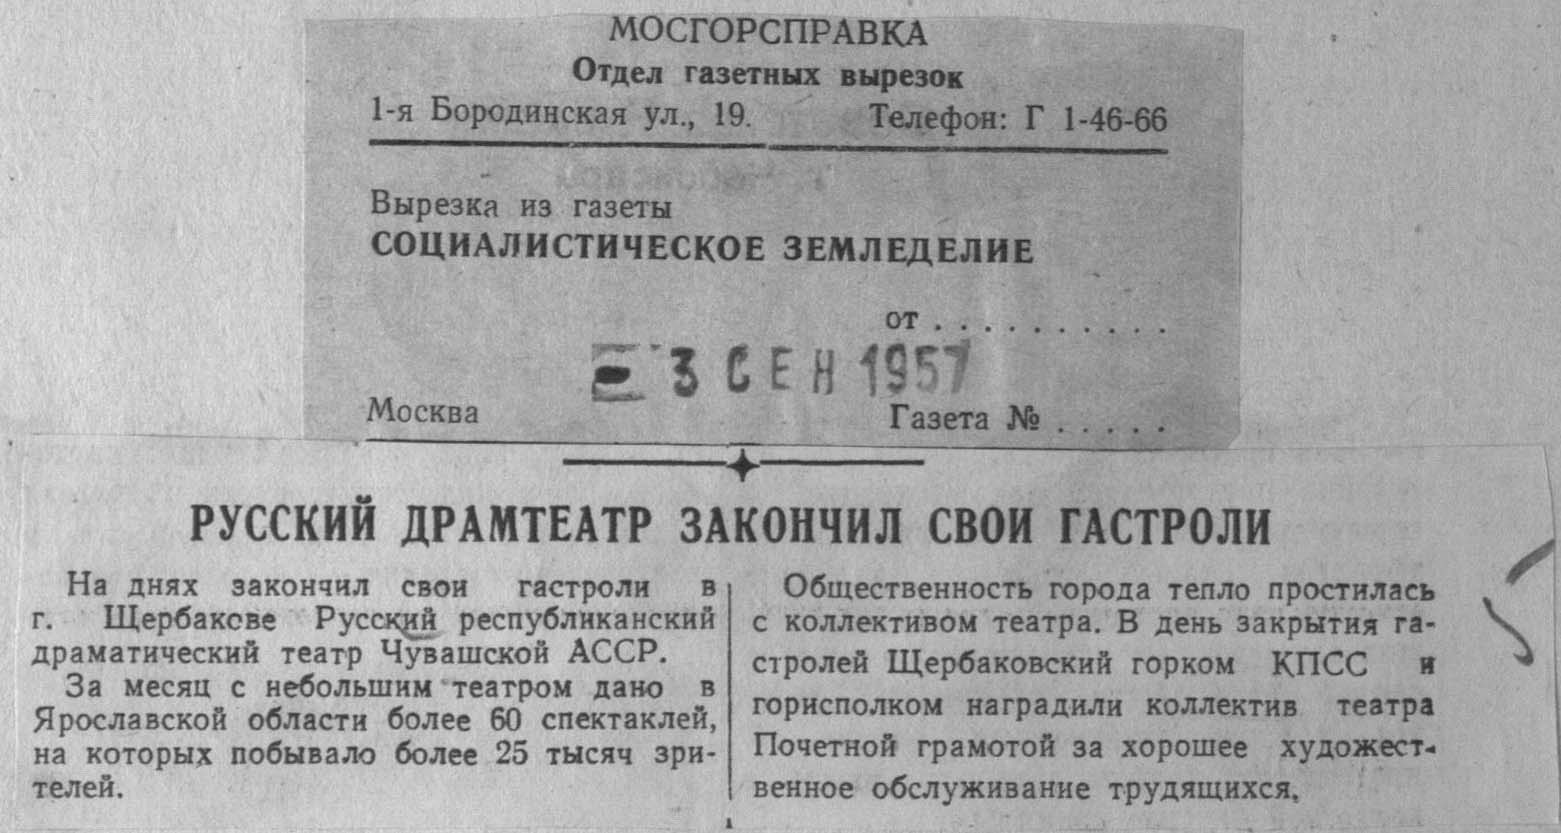 МОСГОРСПРАВКА
Отдел газетных вырезок
1-я Бородинская ул., 19. Телефон: Г 1-46-66
Вырезка из газеты
СОЦИАЛИСТИЧЕСКОЕ ЗЕМЛЕДЕЛИЕ
от . . . . . . . . . .
- 3 СЕН 1957
Москва Газета № . . . . .
РУССКИЙ ДРАМТЕАТР ЗАКОНЧИЛ СВОИ ГАСТРОЛИ
На днях закончил свои гастроли в
г. Щербакове Русский республиканский
драматический театр Чувашской АССР.
За месяц с небольшим театром дано в
Ярославской области более 60 спектаклей,
на которых побывало более 25 тысяч зри-
телей.
Общественность города тепло простилась
с коллективом театра. В день закрытия га-
стролей Щербаковский горком КПСС и
горисполком наградили коллектив театра
Почетной грамотой за хорошее художест-
венное обслуживание трудящихся.